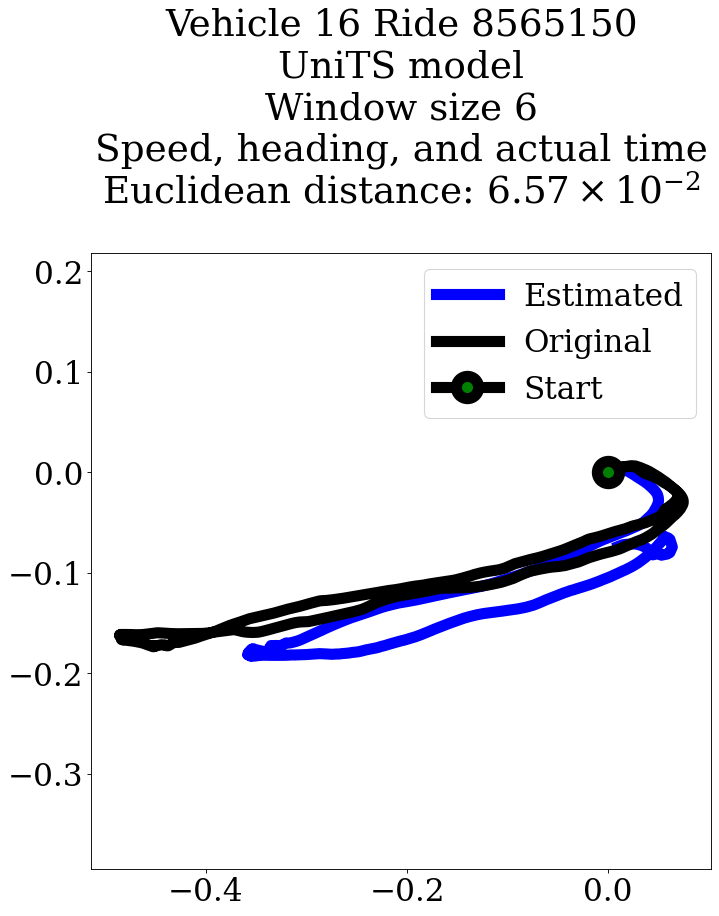 Vehicle 16 Ride 8565150
UniTS model
Window size 6
Speed, heading, and actual time
Euclidean distance: 6.57 × 10⁻²
0.2
0.1
0.0
−0.1
−0.2
−0.3
Estimated
Original
Start
−0.4 −0.2 0.0